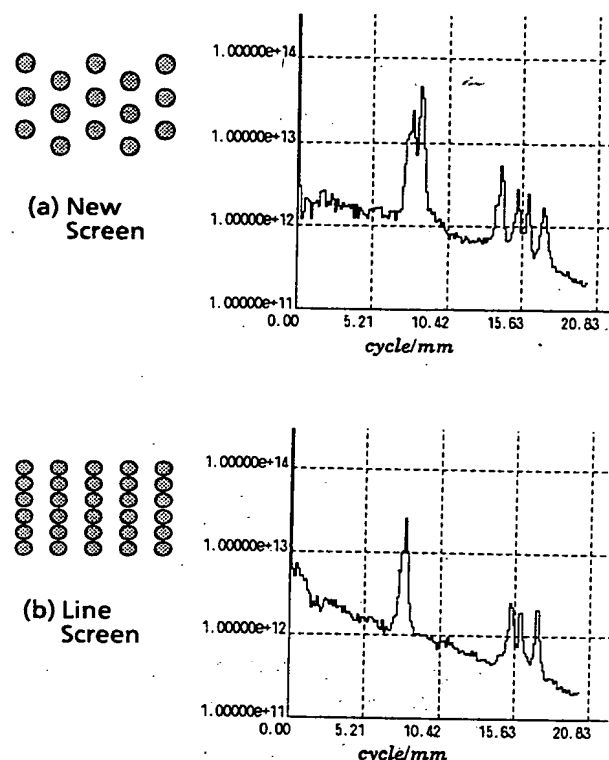 1.00000e+14
1.00000e+13
1.00000e+12
1.00000e+11
0.00 5.21 10.42 15.63 20.83
cycle/mm
(a) New
Screen
1.00000e+14
1.00000e+13
1.00000e+12
1.00000e+11
0.00 5.21 10.42 15.63 20.83
cycle/mm
(b) Line
Screen